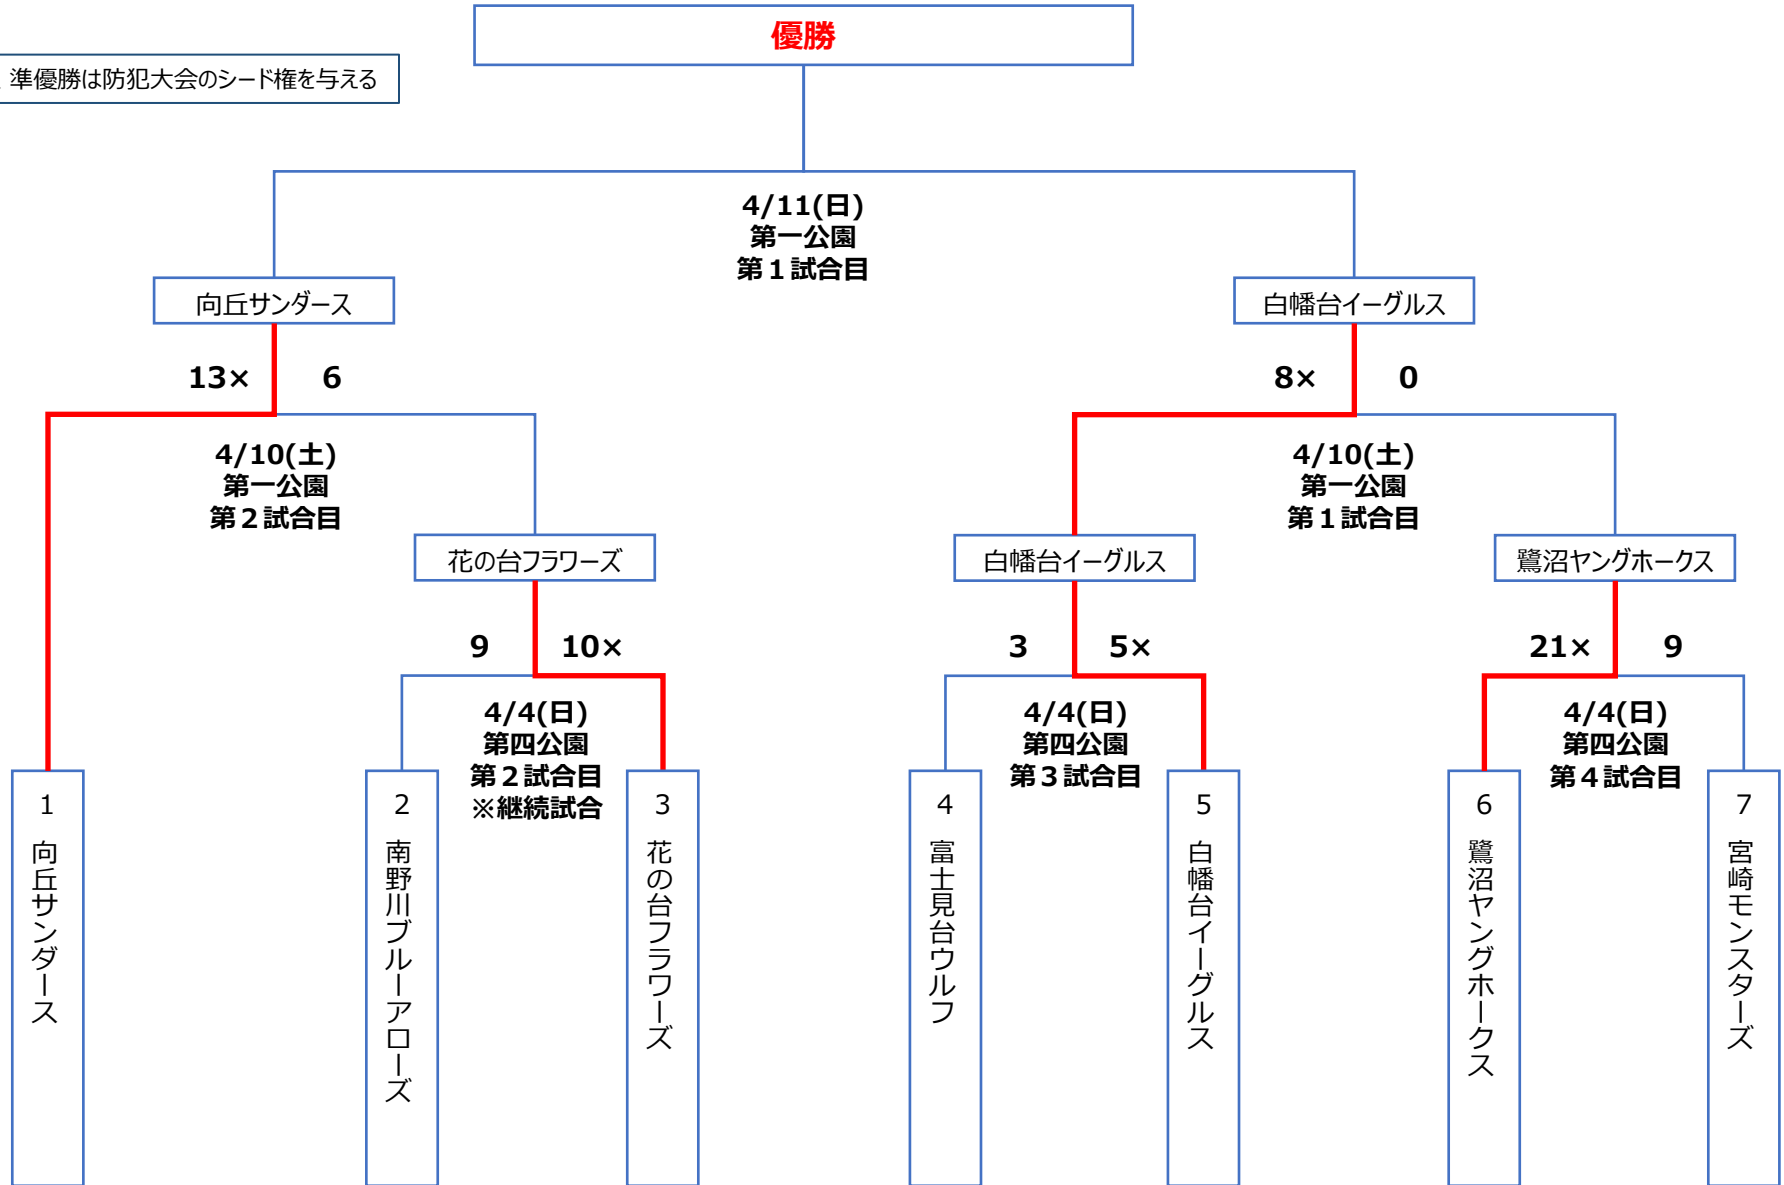 優勝
準優勝は防犯大会のシード権を与える
4/11(日)
第一公園
第1試合目
向丘サンダース
白幡台イーグルス
13× 6
8× 0
4/10(土)
第一公園
第2試合目
4/10(土)
第一公園
第1試合目
花の台フラワーズ
白幡台イーグルス
鷺沼ヤングホークス
9 10×
3 5×
21× 9
4/4(日)
第四公園
第2試合目
※継続試合
4/4(日)
第四公園
第3試合目
4/4(日)
第四公園
第4試合目
1 向丘サンダース
2 南野川ブルーアローズ
3 花の台フラワーズ
4 富士見台ウルフ
5 白幡台イーグルス
6 鷺沼ヤングホークス
7 宮崎モンスターズ